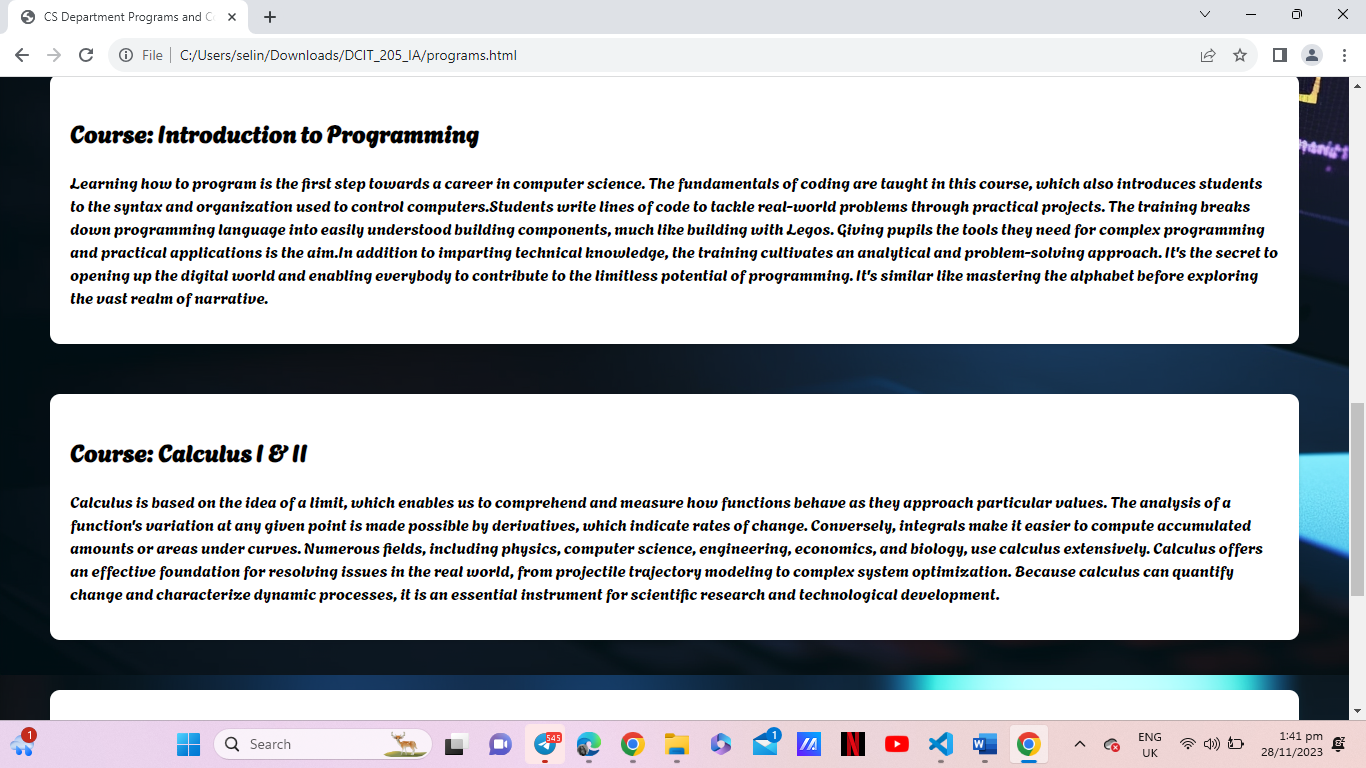 CS Department Programs and C
File
C:/Users/selin/Downloads/DCIT_205_IA/programs.html
Course: Introduction to Programming
Learning how to program is the first step towards a career in computer science. The fundamentals of coding are taught in this course, which also introduces students
to the syntax and organization used to control computers.Students write lines of code to tackle real-world problems through practical projects. The training breaks
down programming language into easily understood building components, much like building with Legos. Giving pupils the tools they need for complex programming
and practical applications is the aim.In addition to imparting technical knowledge, the training cultivates an analytical and problem-solving approach. It's the secret to
opening up the digital world and enabling everybody to contribute to the limitless potential of programming. It's similar like mastering the alphabet before exploring
the vast realm of narrative.
Course: Calculus I & II
Calculus is based on the idea of a limit, which enables us to comprehend and measure how functions behave as they approach particular values. The analysis of a
function's variation at any given point is made possible by derivatives, which indicate rates of change. Conversely, integrals make it easier to compute accumulated
amounts or areas under curves. Numerous fields, including physics, computer science, engineering, economics, and biology, use calculus extensively. Calculus offers
an effective foundation for resolving issues in the real world, from projectile trajectory modeling to complex system optimization. Because calculus can quantify
change and characterize dynamic processes, it is an essential instrument for scientific research and technological development.
1
Search
545
1
ENG
UK
1:41 pm
28/11/2023